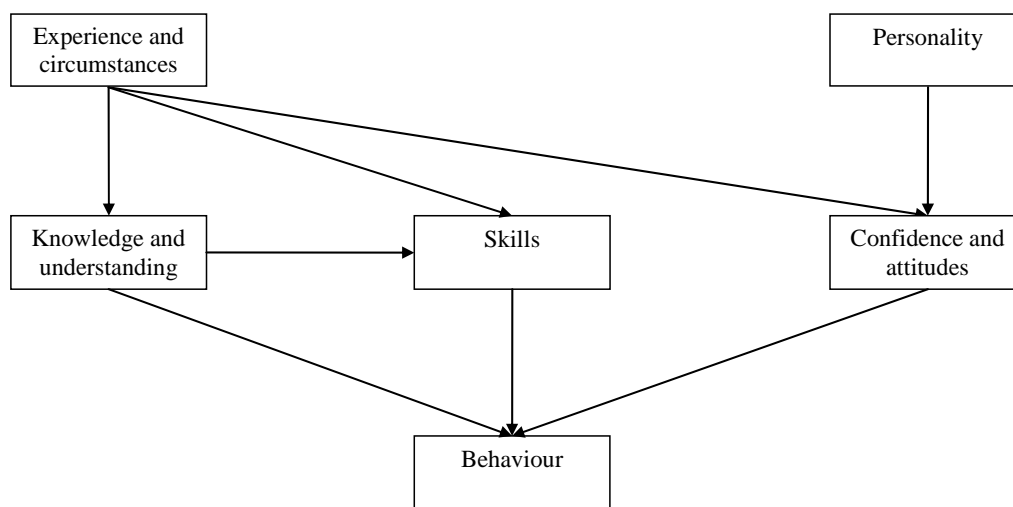 Experience and
circumstances
Personality
Knowledge and
understanding
Skills
Confidence and
attitudes
Behaviour